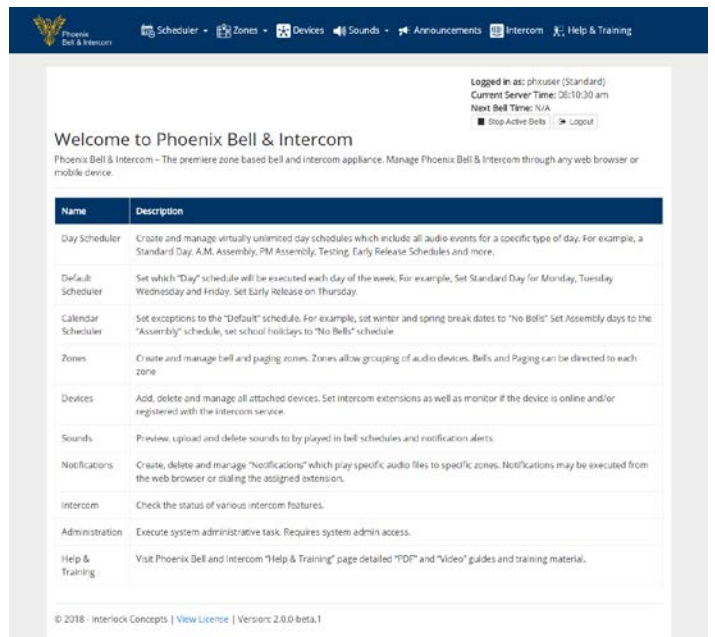 Phoenix
Bell & Intercom
Scheduler
Zones
Devices
Sounds
Announcements
Intercom
Help & Training
Logged in as: phxuser (Standard)
Current Server Time: 08:10:30 am
Next Bell Time: N/A
Stop Active Bells
Logout
Welcome to Phoenix Bell & Intercom
Phoenix Bell & Intercom – The premiere zone based bell and intercom appliance. Manage Phoenix Bell & Intercom through any web browser or
mobile device.
Name Description
Day Scheduler Create and manage virtually unlimited day schedules which include all audio events for a specific type of day. For example, a
Standard Day, A.M. Assembly, PM Assembly, Testing, Early Release Schedules and more.
Default
Scheduler
Set which "Day" schedule will be executed each day of the week. For example, Set Standard Day for Monday, Tuesday
Wednesday and Friday. Set Early Release on Thursday.
Calendar
Scheduler
Set exceptions to the "Default" schedule. For example, set winter and spring break dates to "No Bells" Set Assembly days to the
"Assembly" schedule, set school holidays to "No Bells" schedule
Zones Create and manage bell and paging zones. Zones allow grouping of audio devices. Bells and Paging can be directed to each
zone
Devices Add, delete and manage all attached devices. Set intercom extensions as well as monitor if the device is online and/or
registered with the intercom service.
Sounds Preview, upload and delete sounds to by played in bell schedules and notification alerts.
Notifications Create, delete and manage "Notifications" which play specific audio files to specific zones. Notifications may be executed from
the web browser or dialing the assigned extension.
Intercom Check the status of various intercom features.
Administration Execute system administrative task. Requires system admin access.
Help &
Training
Visit Phoenix Bell and Intercom "Help & Training" page detailed "PDF" and "Video" guides and training material.
© 2018 - Interlock Concepts | View License | Version: 2.0.0-beta.1